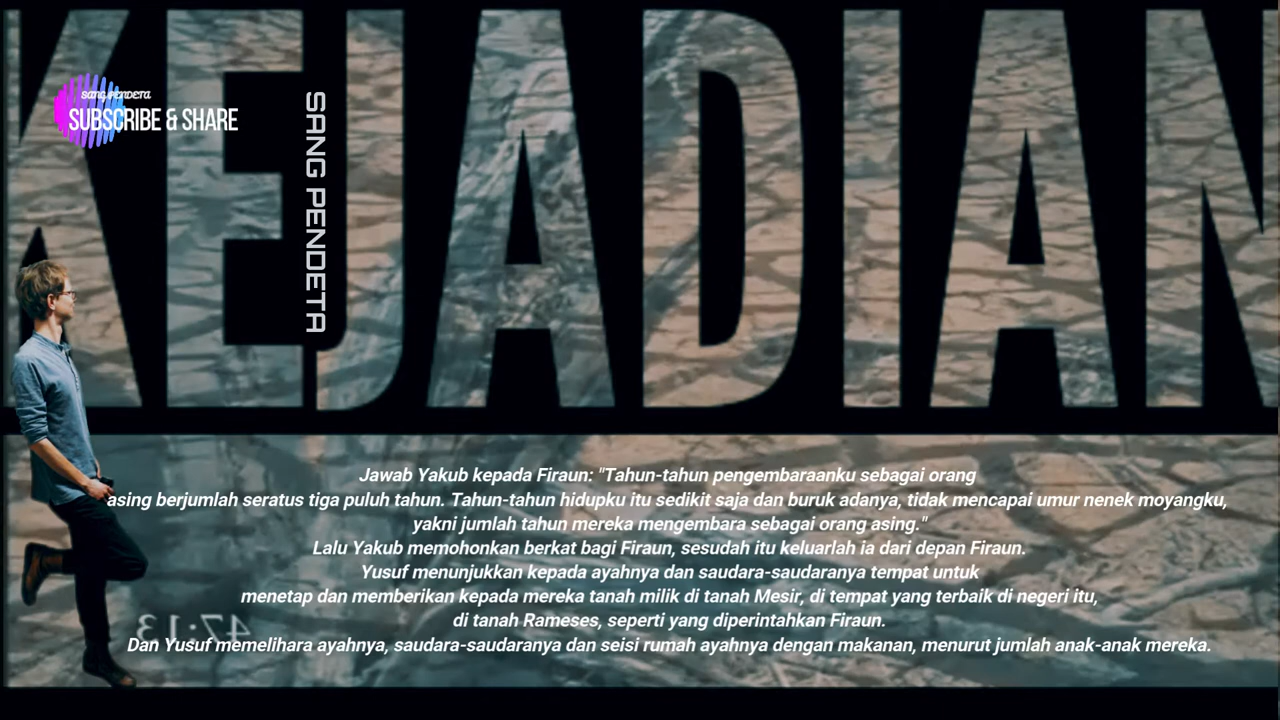 KEJADIAN
sang pendeta
SUBSCRIBE & SHARE
SANG PENDETA
Jawab Yakub kepada Firaun: "Tahun-tahun pengembaraanku sebagai orang
asing berjumlah seratus tiga puluh tahun. Tahun-tahun hidupku itu sedikit saja dan buruk adanya, tidak mencapai umur nenek moyangku,
yakni jumlah tahun mereka mengembara sebagai orang asing."
Lalu Yakub memohonkan berkat bagi Firaun, sesudah itu keluarlah ia dari depan Firaun.
Yusuf menunjukkan kepada ayahnya dan saudara-saudaranya tempat untuk
menetap dan memberikan kepada mereka tanah milik di tanah Mesir, di tempat yang terbaik di negeri itu,
di tanah Rameses, seperti yang diperintahkan Firaun.
47:13
Dan Yusuf memelihara ayahnya, saudara-saudaranya dan seisi rumah ayahnya dengan makanan, menurut jumlah anak-anak mereka.